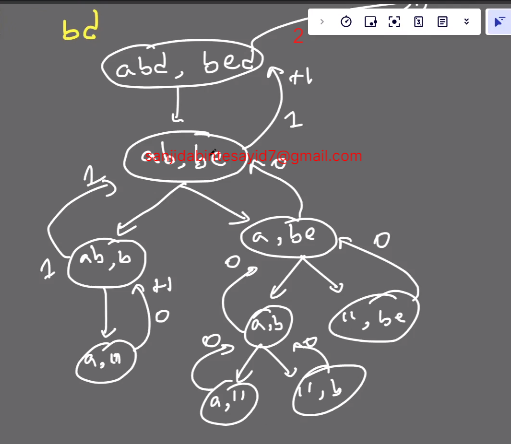 bd
2
abd, bed
+1
1
ab, be
sanjidabintesayid7@gmail.com
0
1
a, be
0
ab, b
1
+1
0
0
a,b
", be
a, "
0
0
a, "
", b